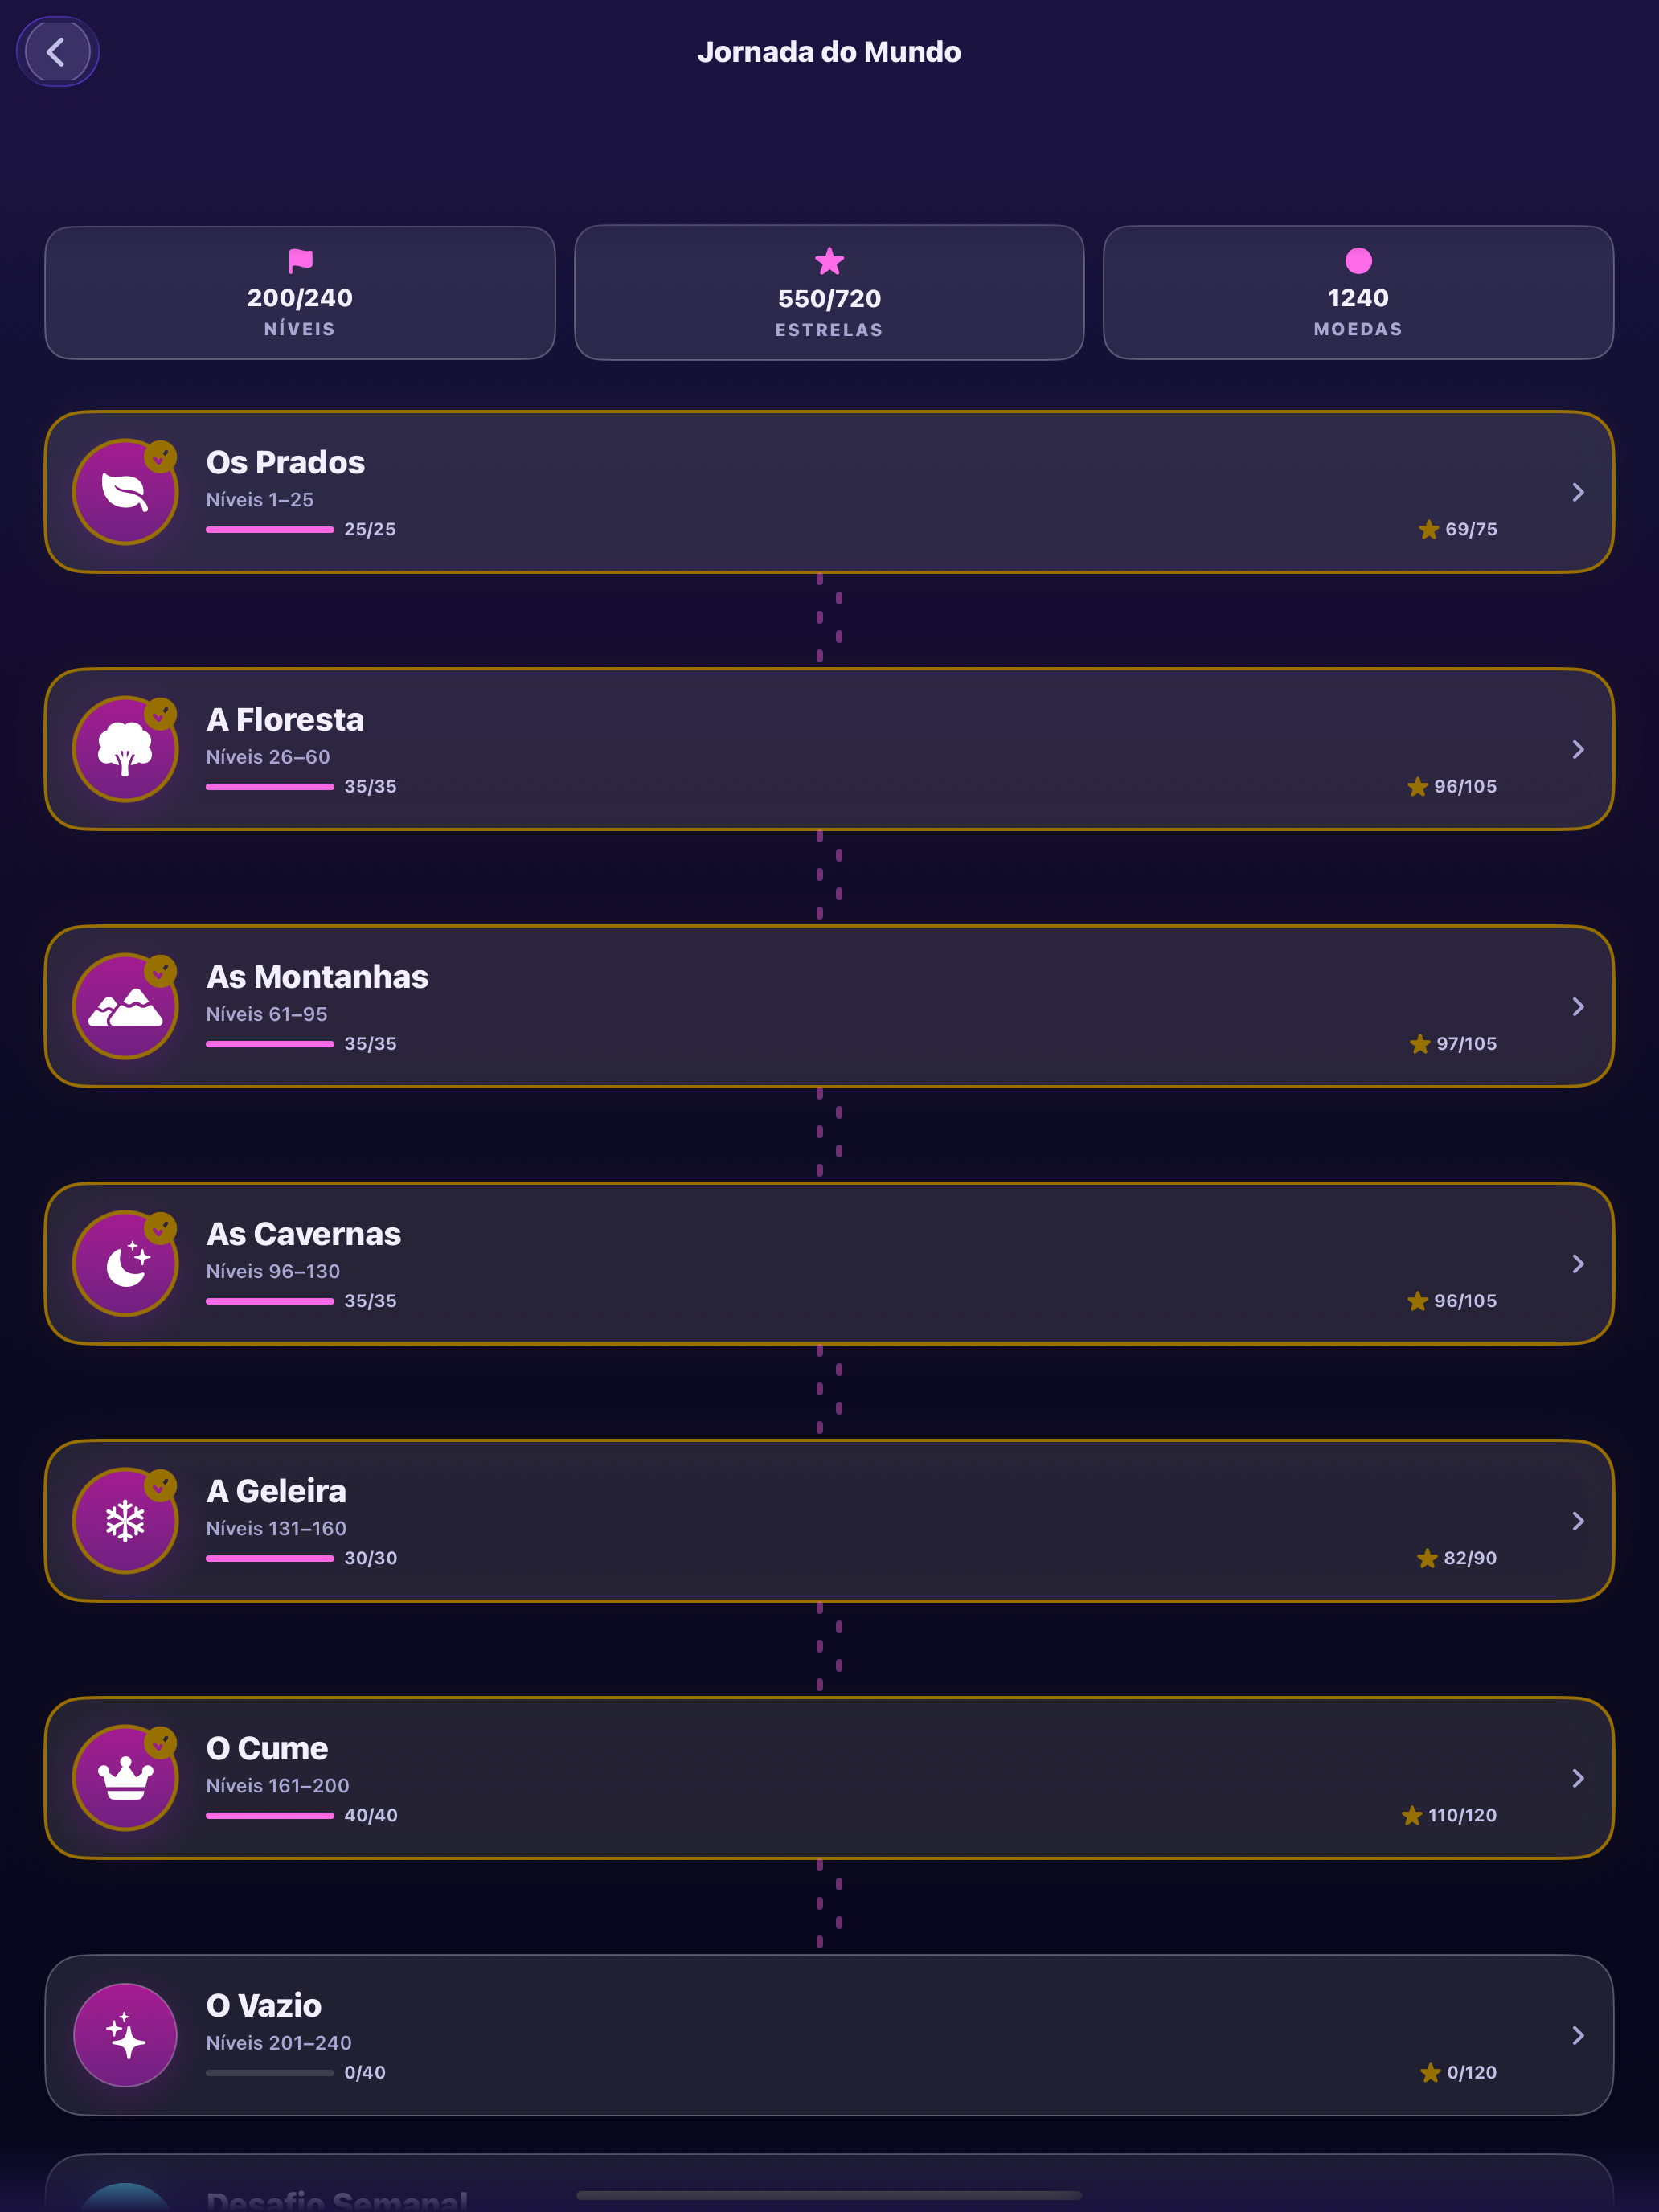 Jornada do Mundo
200/240
NÍVEIS
550/720
ESTRELAS
1240
MOEDAS
Os Prados
Níveis 1–25
25/25
69/75
A Floresta
Níveis 26–60
35/35
96/105
As Montanhas
Níveis 61–95
35/35
97/105
As Cavernas
Níveis 96–130
35/35
96/105
A Geleira
Níveis 131–160
30/30
82/90
O Cume
Níveis 161–200
40/40
110/120
O Vazio
Níveis 201–240
0/40
0/120
Desafio Semanal